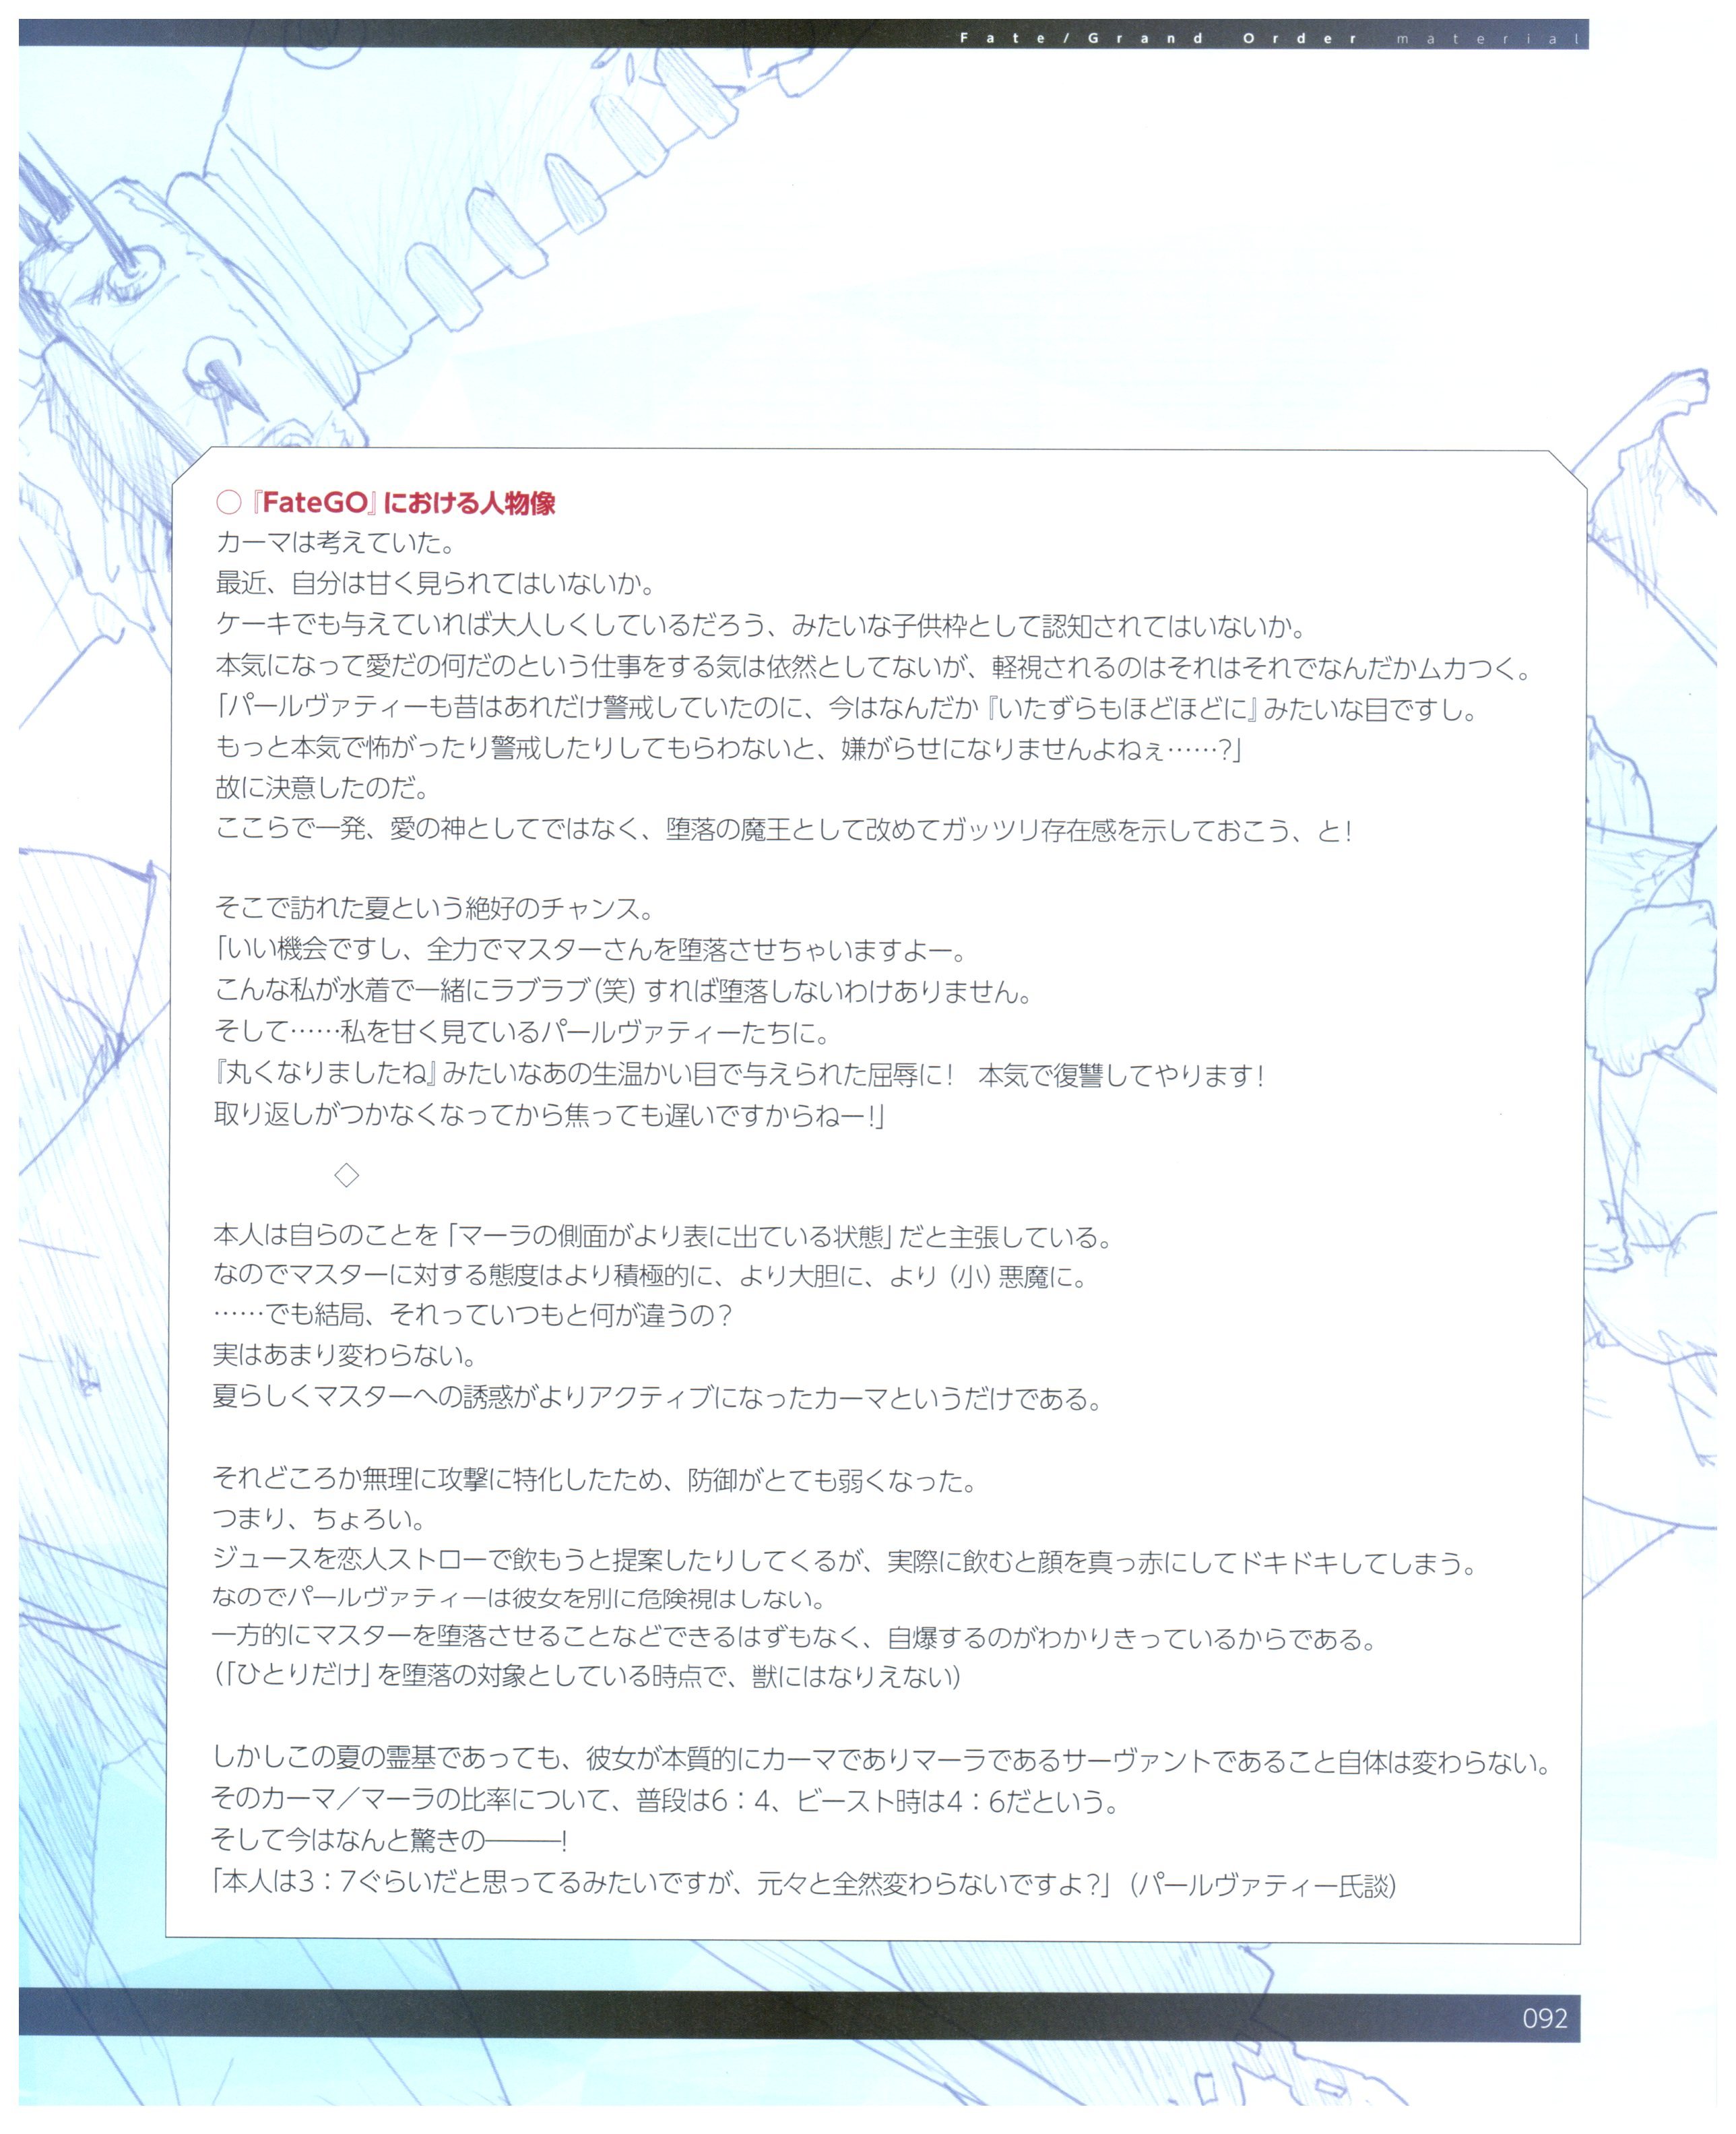 Fate/Grand Order material
○『FateGO』における人物像
カーマは考えていた。
最近、自分は甘く見られてはいないか。
ケーキでも与えていれば大人しくしているだろう、みたいな子供枠として認知されてはいないか。
本気になって愛だの何だのという仕事をする気は依然としてないが、軽視されるのはそれはそれでなんだかムカつく。
「パールヴァティーも昔はあれだけ警戒していたのに、今はなんだか『いたずらもほどほどに』みたいな目ですし。
もっと本気で怖がったり警戒したりしてもらわないと、嫌がらせになりませんよねぇ……?」
故に決意したのだ。
ここらで一発、愛の神としてではなく、堕落の魔王として改めてガッツリ存在感を示しておこう、と!
そこで訪れた夏という絶好のチャンス。
「いい機会ですし、全力でマスターさんを堕落させちゃいますよー。
こんな私が水着で一緒にラブラブ(笑)すれば堕落しないわけありません。
そして……私を甘く見ているパールヴァティーたちに。
『丸くなりましたね』みたいなあの生温かい目で与えられた屈辱に! 本気で復讐してやります!
取り返しがつかなくなってから焦っても遅いですからねー!」
◇
本人は自らのことを「マーラの側面がより表に出ている状態」だと主張している。
なのでマスターに対する態度はより積極的に、より大胆に、より(小)悪魔に。
……でも結局、それっていつもと何が違うの?
実はあまり変わらない。
夏らしくマスターへの誘惑がよりアクティブになったカーマというだけである。
それどころか無理に攻撃に特化したため、防御がとても弱くなった。
つまり、ちょろい。
ジュースを恋人ストローで飲もうと提案したりしてくるが、実際に飲むと顔を真っ赤にしてドキドキしてしまう。
なのでパールヴァティーは彼女を別に危険視はしない。
一方的にマスターを堕落させることなどできるはずもなく、自爆するのがわかりきっているからである。
(「ひとりだけ」を堕落の対象としている時点で、獣にはなりえない)
しかしこの夏の霊基であっても、彼女が本質的にカーマでありマーラであるサーヴァントであること自体は変わらない。
そのカーマ／マーラの比率について、普段は6：4、ビースト時は4：6だという。
そして今はなんと驚きの———!
「本人は3：7ぐらいだと思ってるみたいですが、元々と全然変わらないですよ?」(パールヴァティー氏談)
092